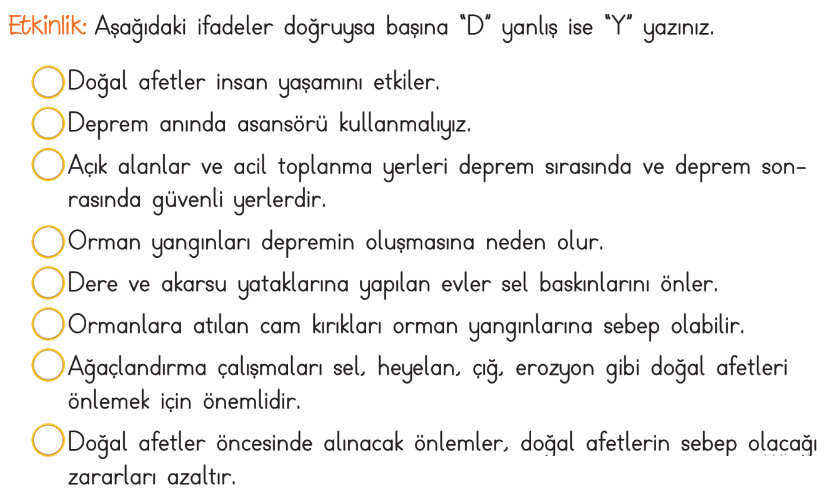 Etkinlik: Aşağıdaki ifadeler doğruysa başına "D" yanlış ise "Y" yazınız.
Doğal afetler insan yaşamını etkiler.
Deprem anında asansörü kullanmalıyız.
Açık alanlar ve acil toplanma yerleri deprem sırasında ve deprem son-
rasında güvenli yerlerdir.
Orman yangınları depremin oluşmasına neden olur.
Dere ve akarsu yataklarına yapılan evler sel baskınlarını önler.
Ormanlara atılan cam kırıkları orman yangınlarına sebep olabilir.
Ağaçlandırma çalışmaları sel, heyelan, çığ, erozyon gibi doğal afetleri
önlemek için önemlidir.
Doğal afetler öncesinde alınacak önlemler, doğal afetlerin sebep olacağı
zararları azaltır.